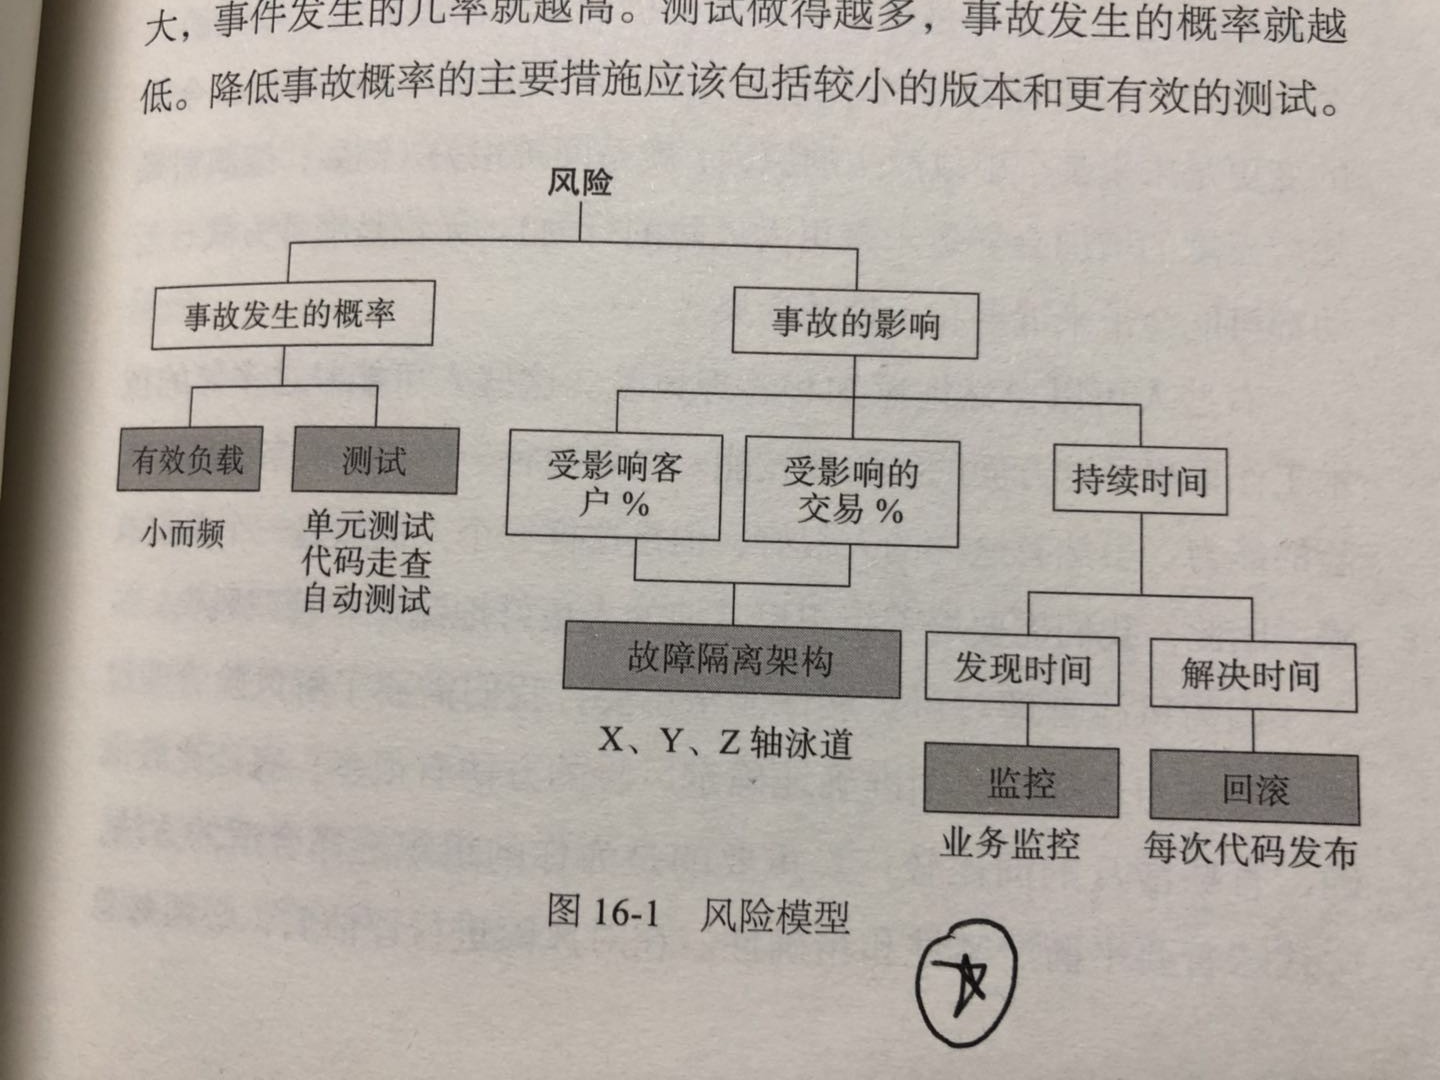 大，事件发生的几率就越高。测试做得越多，事故发生的概率就越
低。降低事故概率的主要措施应该包括较小的版本和更有效的测试。
风险
事故发生的概率
事故的影响
有效负载
测试
受影响客
户 %
受影响的
交易 %
持续时间
小而频
单元测试
代码走查
自动测试
故障隔离架构
发现时间
解决时间
X、Y、Z 轴泳道
监控
回滚
业务监控
每次代码发布
图 16-1 风险模型